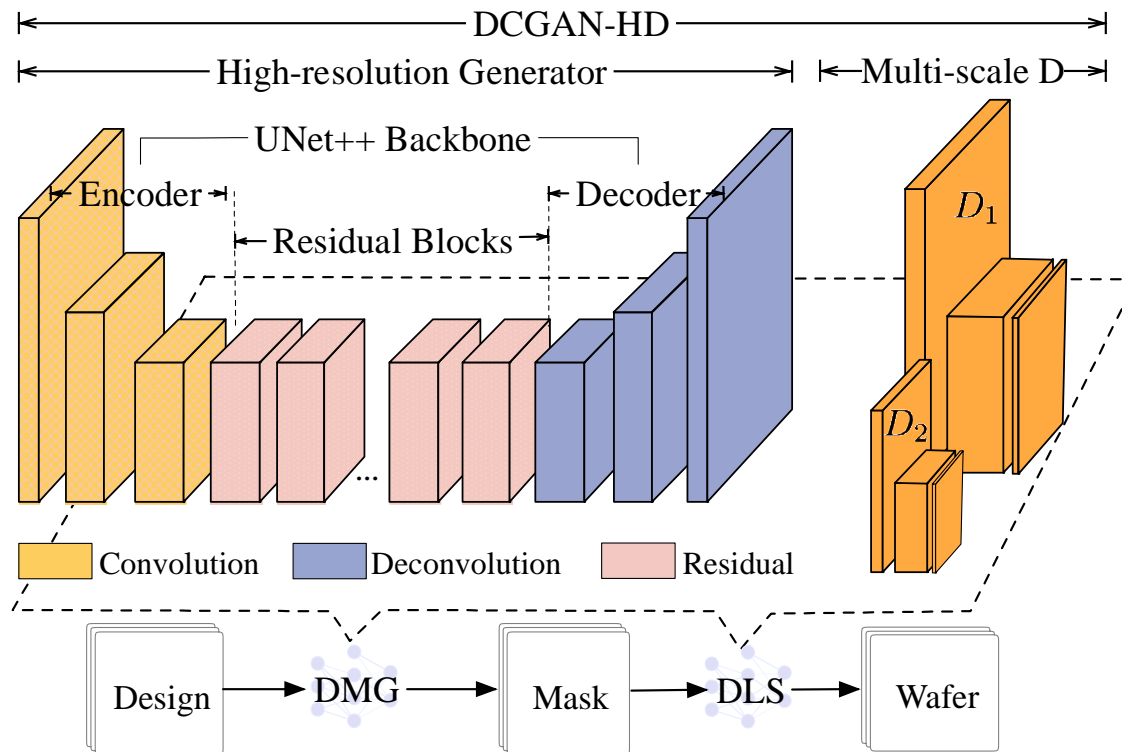 DCGAN-HD
High-resolution Generator
Multi-scale D
UNet++ Backbone
Encoder
Decoder
Residual Blocks
D₁
D₂
...
Convolution
Deconvolution
Residual
Design
DMG
Mask
DLS
Wafer